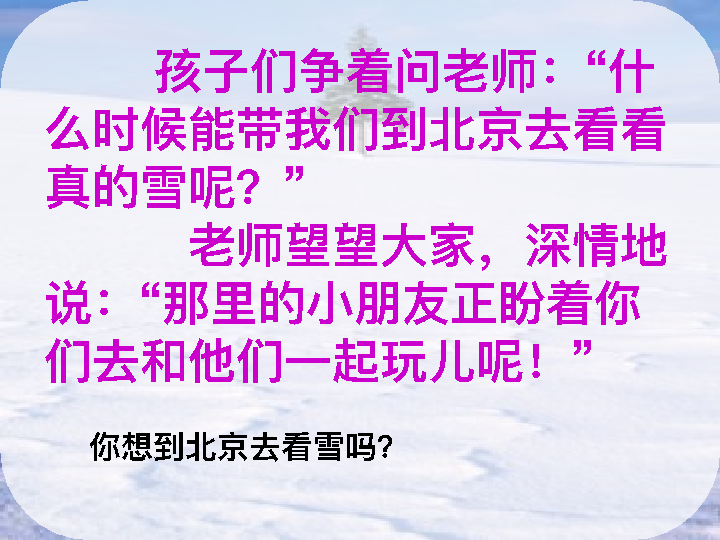 孩子们争着问老师：“什
么时候能带我们到北京去看看
真的雪呢？”
老师望望大家，深情地
说：“那里的小朋友正盼着你
们去和他们一起玩儿呢！”
你想到北京去看雪吗？